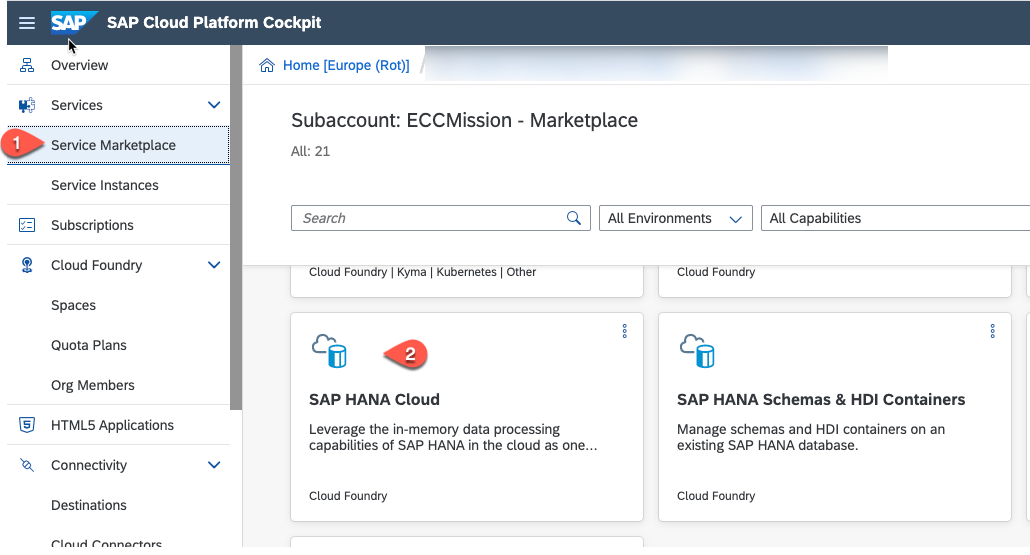 SAP SAP Cloud Platform Cockpit
Overview
Services
1
Service Marketplace
Service Instances
Subscriptions
Cloud Foundry
Spaces
Quota Plans
Org Members
HTML5 Applications
Connectivity
Destinations
Cloud Connectors
Home [Europe (Rot)] /
Subaccount: ECCMission - Marketplace
All: 21
Search
All Environments
All Capabilities
Cloud Foundry | Kyma | Kubernetes | Other
Cloud Foundry
2
SAP HANA Cloud
Leverage the in-memory data processing
capabilities of SAP HANA in the cloud as one...
Cloud Foundry
SAP HANA Schemas & HDI Containers
Manage schemas and HDI containers on an
existing SAP HANA database.
Cloud Foundry